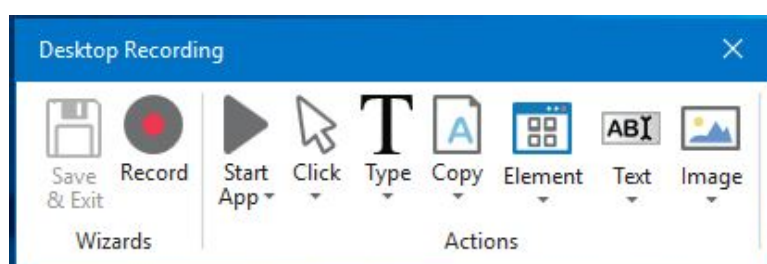 Desktop Recording
Save & Exit
Record
Start App
Click
Type
Copy
Element
Text
Image
Wizards
Actions